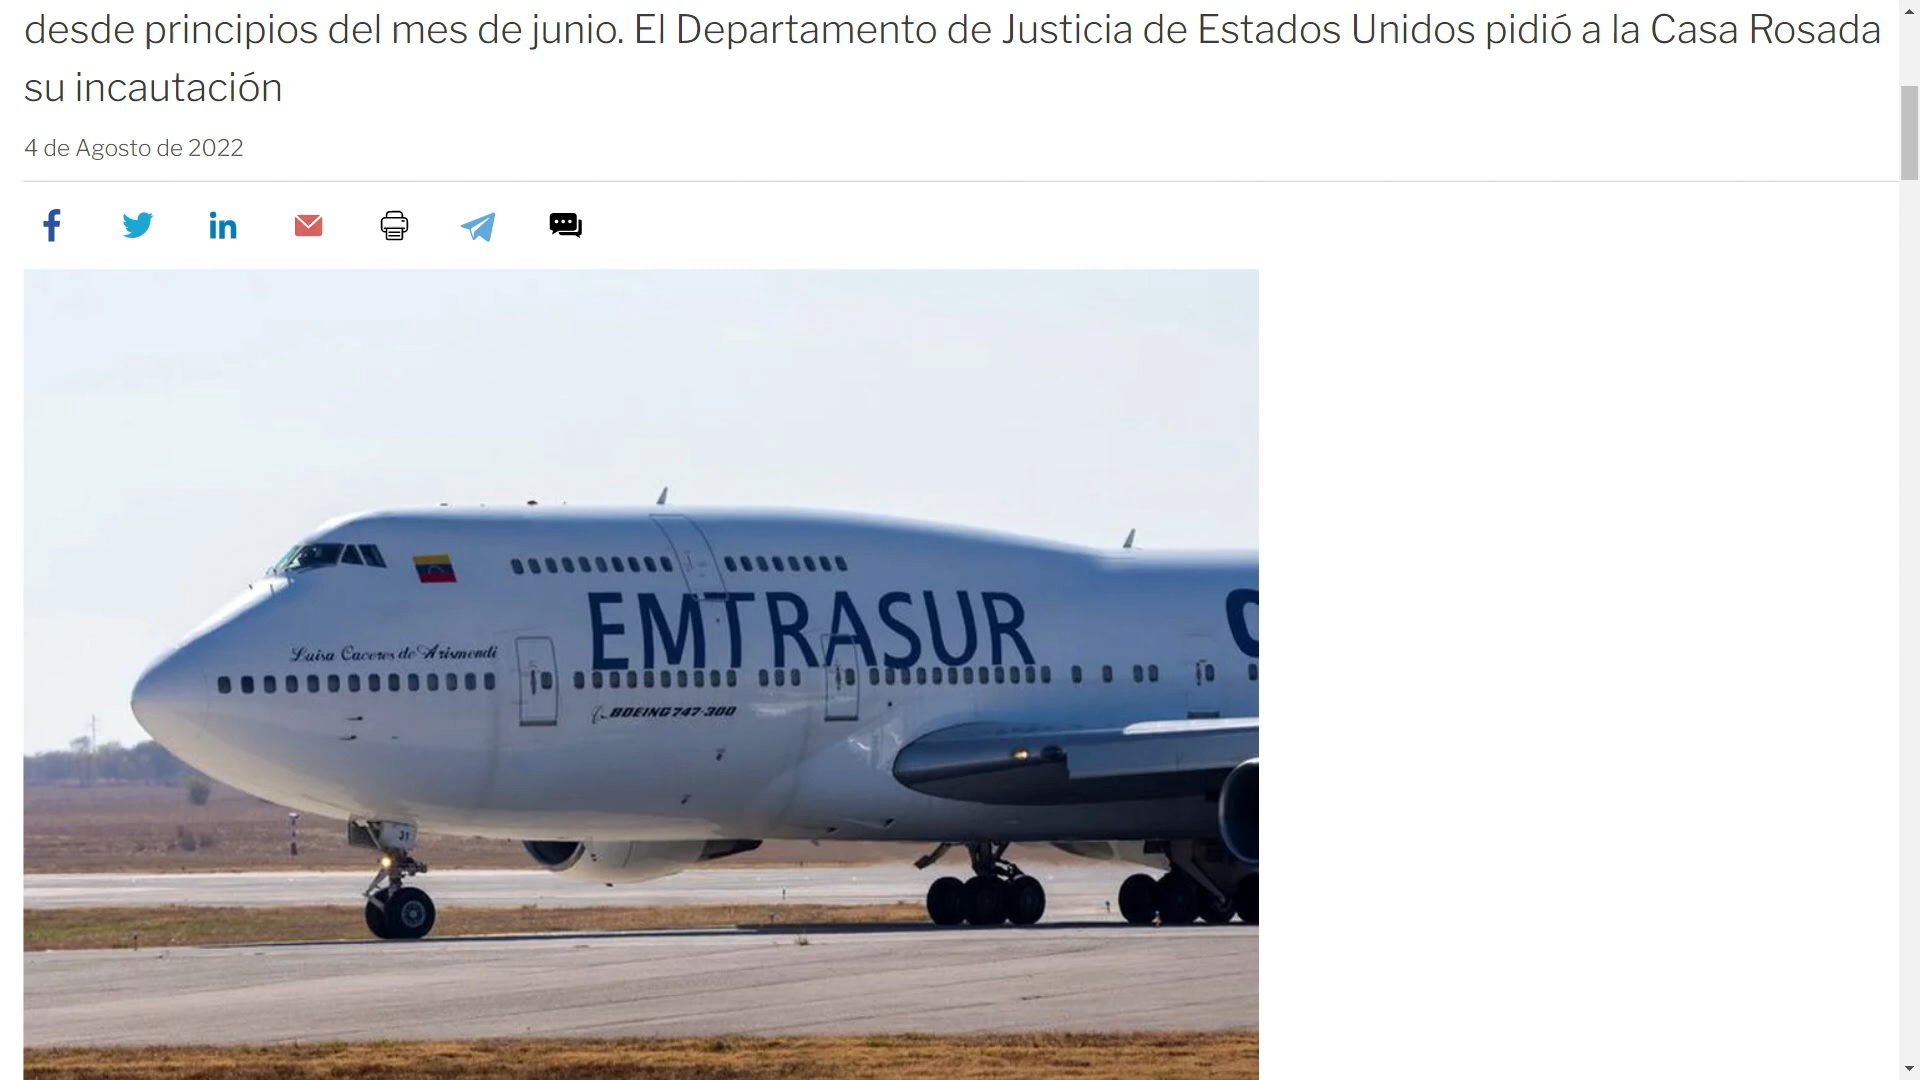 desde principios del mes de junio. El Departamento de Justicia de Estados Unidos pidió a la Casa Rosada
su incautación
4 de Agosto de 2022
EMTRASUR
Luisa Caceres de Arismendi
BOEING 747-300
31